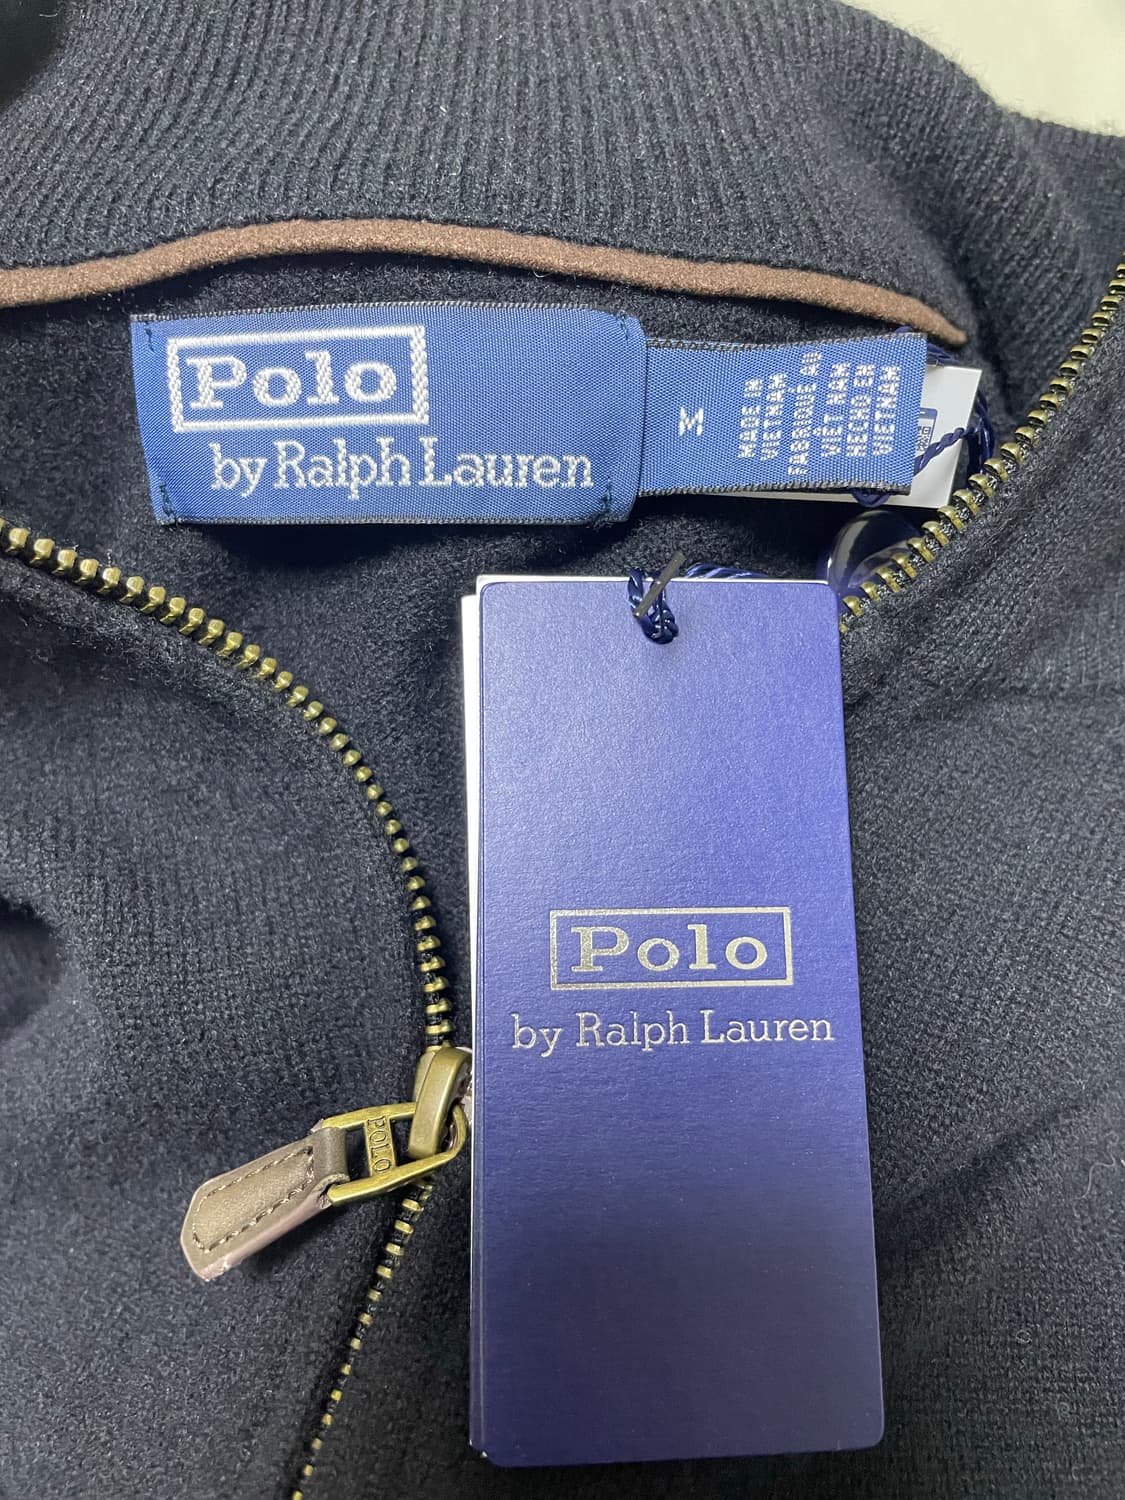 Polo
by Ralph Lauren
M
MADE IN
VIETNAM
FABRIQUÉ AU
VIÊT NAM
HECHO EN
VIETNAM
Polo
by Ralph Lauren
POLO